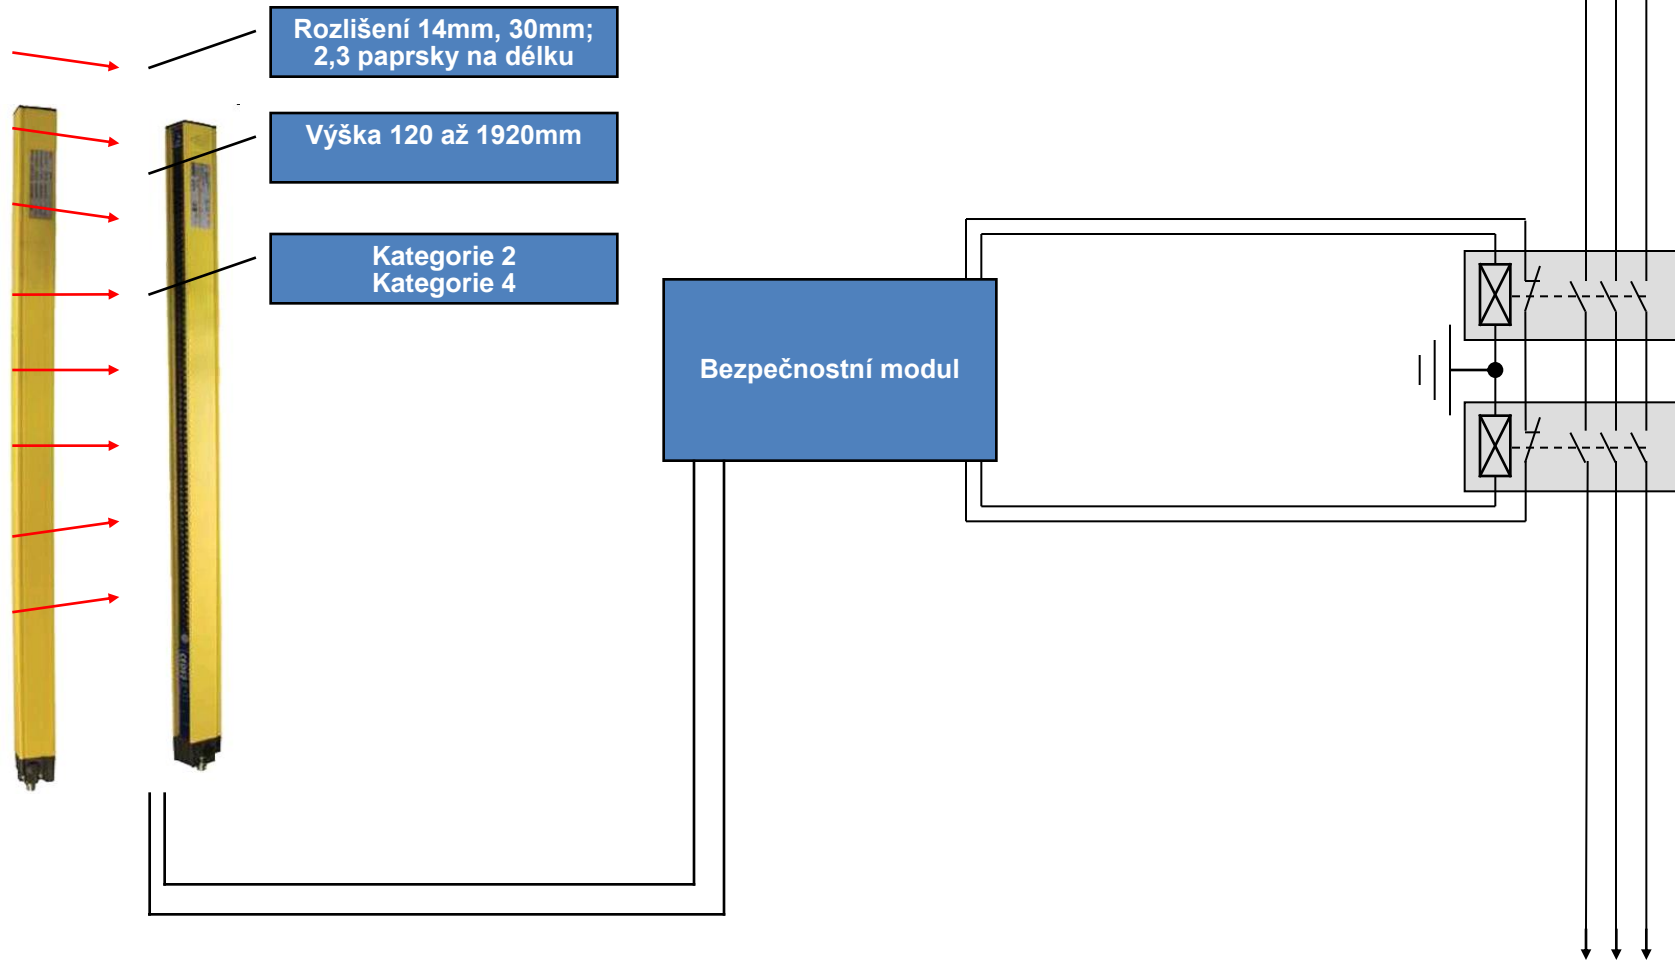 Rozlišení 14mm, 30mm;
2,3 paprsky na délku
Výška 120 až 1920mm
Kategorie 2
Kategorie 4
Bezpečnostní modul